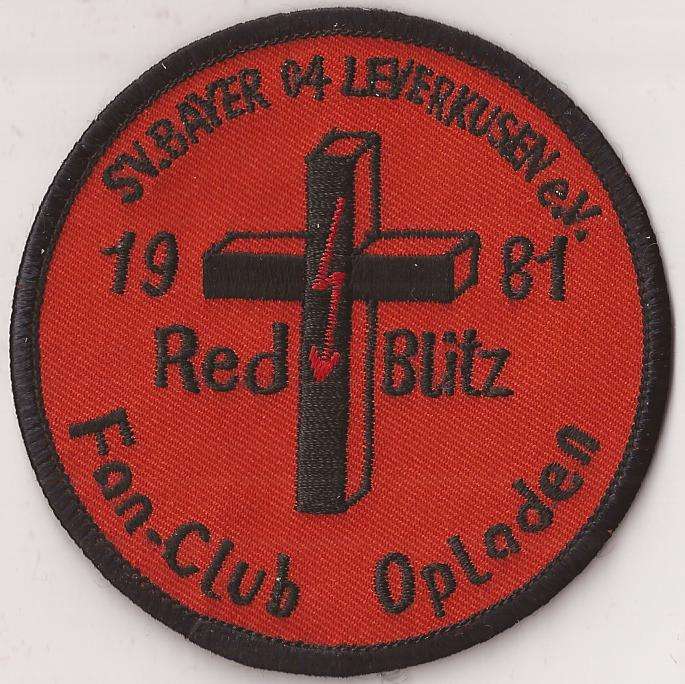 SV.BAYER 04 LEVERKUSEN e.V.
19 81
Red Blitz
Fan-Club Opladen